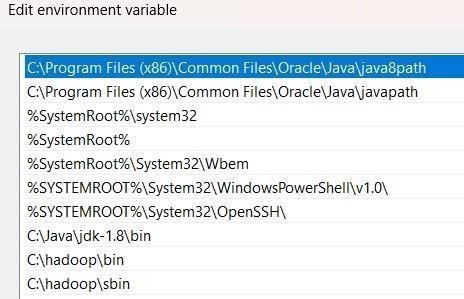 Edit environment variable
C:\Program Files (x86)\Common Files\Oracle\Java\java8path
C:\Program Files (x86)\Common Files\Oracle\Java\javapath
%SystemRoot%\system32
%SystemRoot%
%SystemRoot%\System32\Wbem
%SYSTEMROOT%\System32\WindowsPowerShell\v1.0\
%SYSTEMROOT%\System32\OpenSSH\
C:\Java\jdk-1.8\bin
C:\hadoop\bin
C:\hadoop\sbin